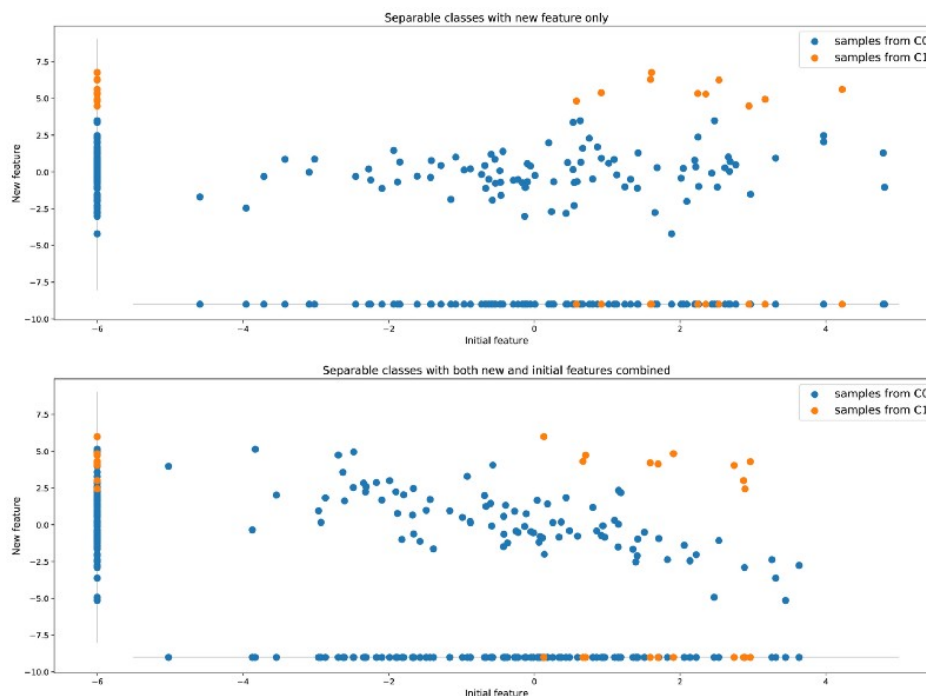 Separable classes with new feature only
samples from C0
samples from C1
7.5
5.0
2.5
0.0
−2.5
−5.0
−7.5
−10.0
New feature
−6
−4
−2
0
2
4
Initial feature
Separable classes with both new and initial features combined
samples from C0
samples from C1
7.5
5.0
2.5
0.0
−2.5
−5.0
−7.5
−10.0
New feature
−6
−4
−2
0
2
4
Initial feature